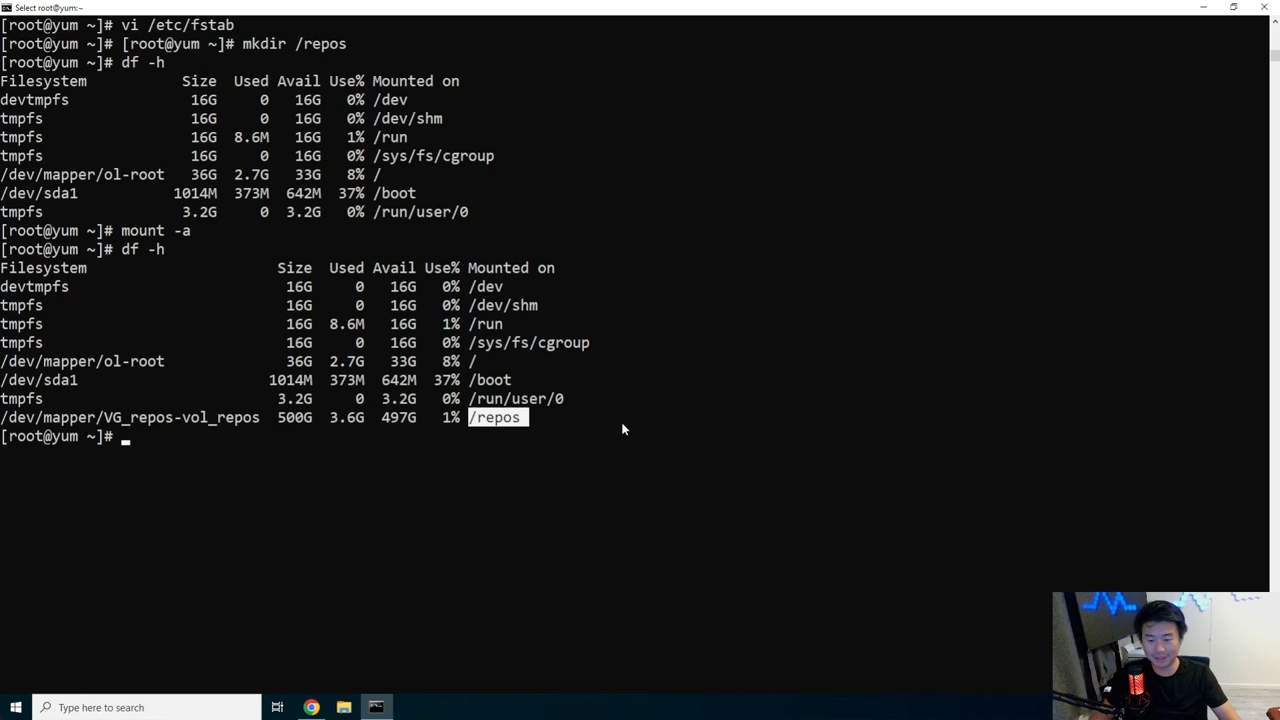 Select root@yum:~
[root@yum ~]# vi /etc/fstab
[root@yum ~]# [root@yum ~]# mkdir /repos
[root@yum ~]# df -h
Filesystem Size Used Avail Use% Mounted on
devtmpfs 16G 0 16G 0% /dev
tmpfs 16G 0 16G 0% /dev/shm
tmpfs 16G 8.6M 16G 1% /run
tmpfs 16G 0 16G 0% /sys/fs/cgroup
/dev/mapper/ol-root 36G 2.7G 33G 8% /
/dev/sda1 1014M 373M 642M 37% /boot
tmpfs 3.2G 0 3.2G 0% /run/user/0
[root@yum ~]# mount -a
[root@yum ~]# df -h
Filesystem Size Used Avail Use% Mounted on
devtmpfs 16G 0 16G 0% /dev
tmpfs 16G 0 16G 0% /dev/shm
tmpfs 16G 8.6M 16G 1% /run
tmpfs 16G 0 16G 0% /sys/fs/cgroup
/dev/mapper/ol-root 36G 2.7G 33G 8% /
/dev/sda1 1014M 373M 642M 37% /boot
tmpfs 3.2G 0 3.2G 0% /run/user/0
/dev/mapper/VG_repos-vol_repos 500G 3.6G 497G 1% /repos
[root@yum ~]#
Type here to search